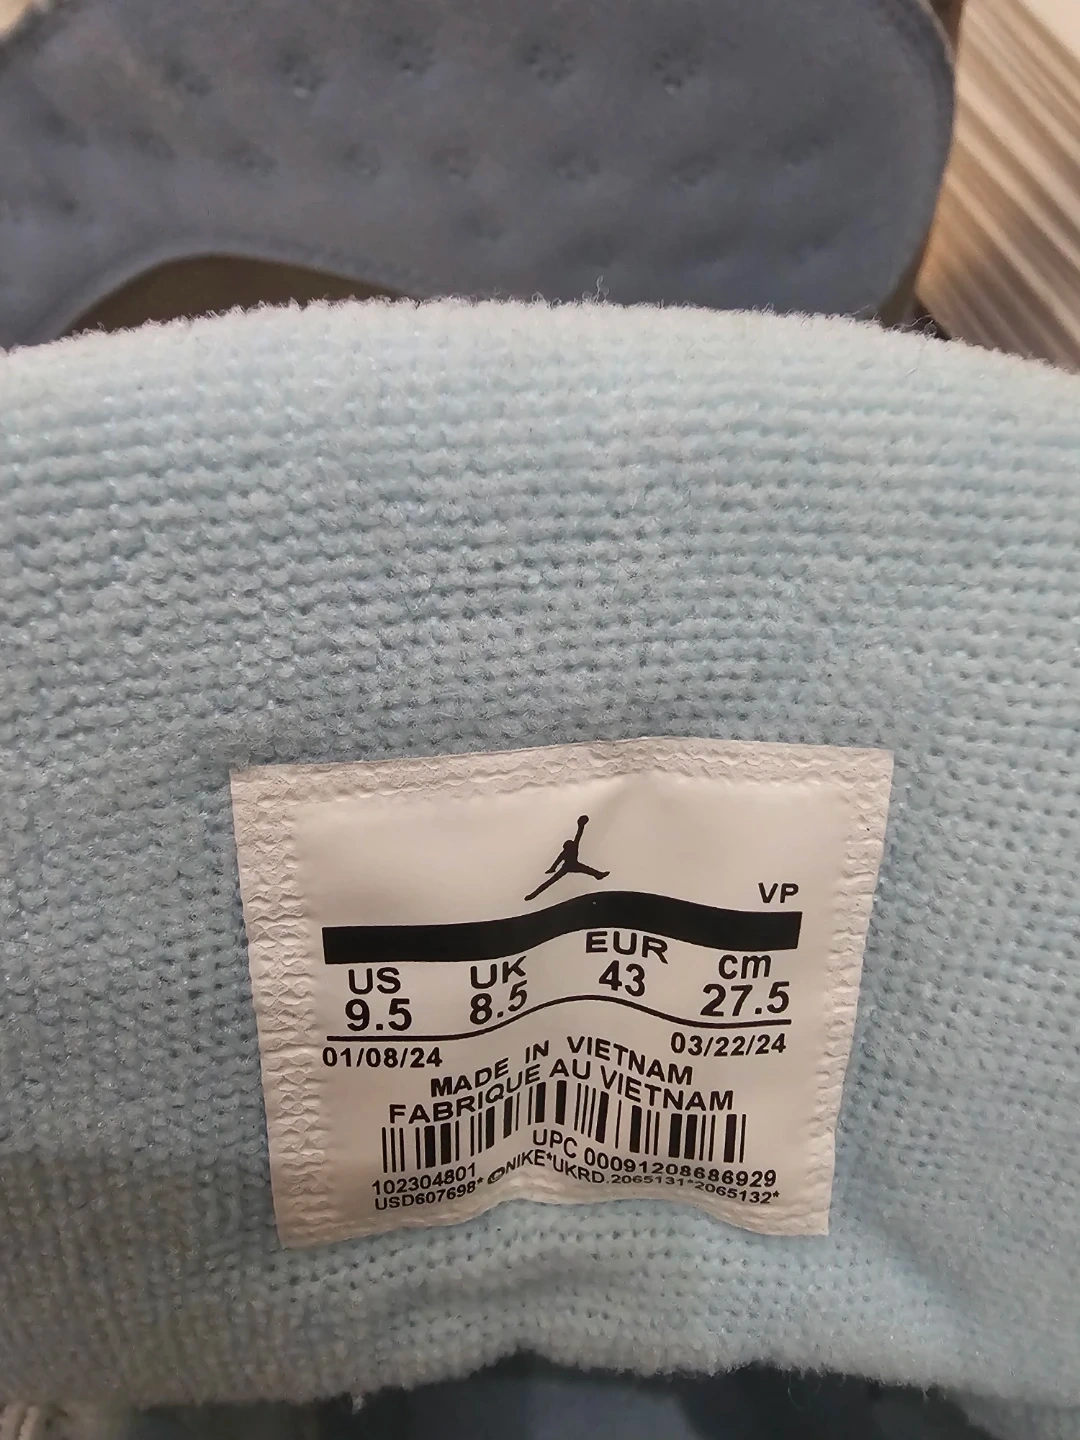 VP
US UK EUR cm
9.5 8.5 43 27.5
01/08/24 03/22/24
MADE IN VIETNAM
FABRIQUE AU VIETNAM
UPC 00091208686929
102304801
USD607698* ©NIKE*UKRD.2065131*2065132*